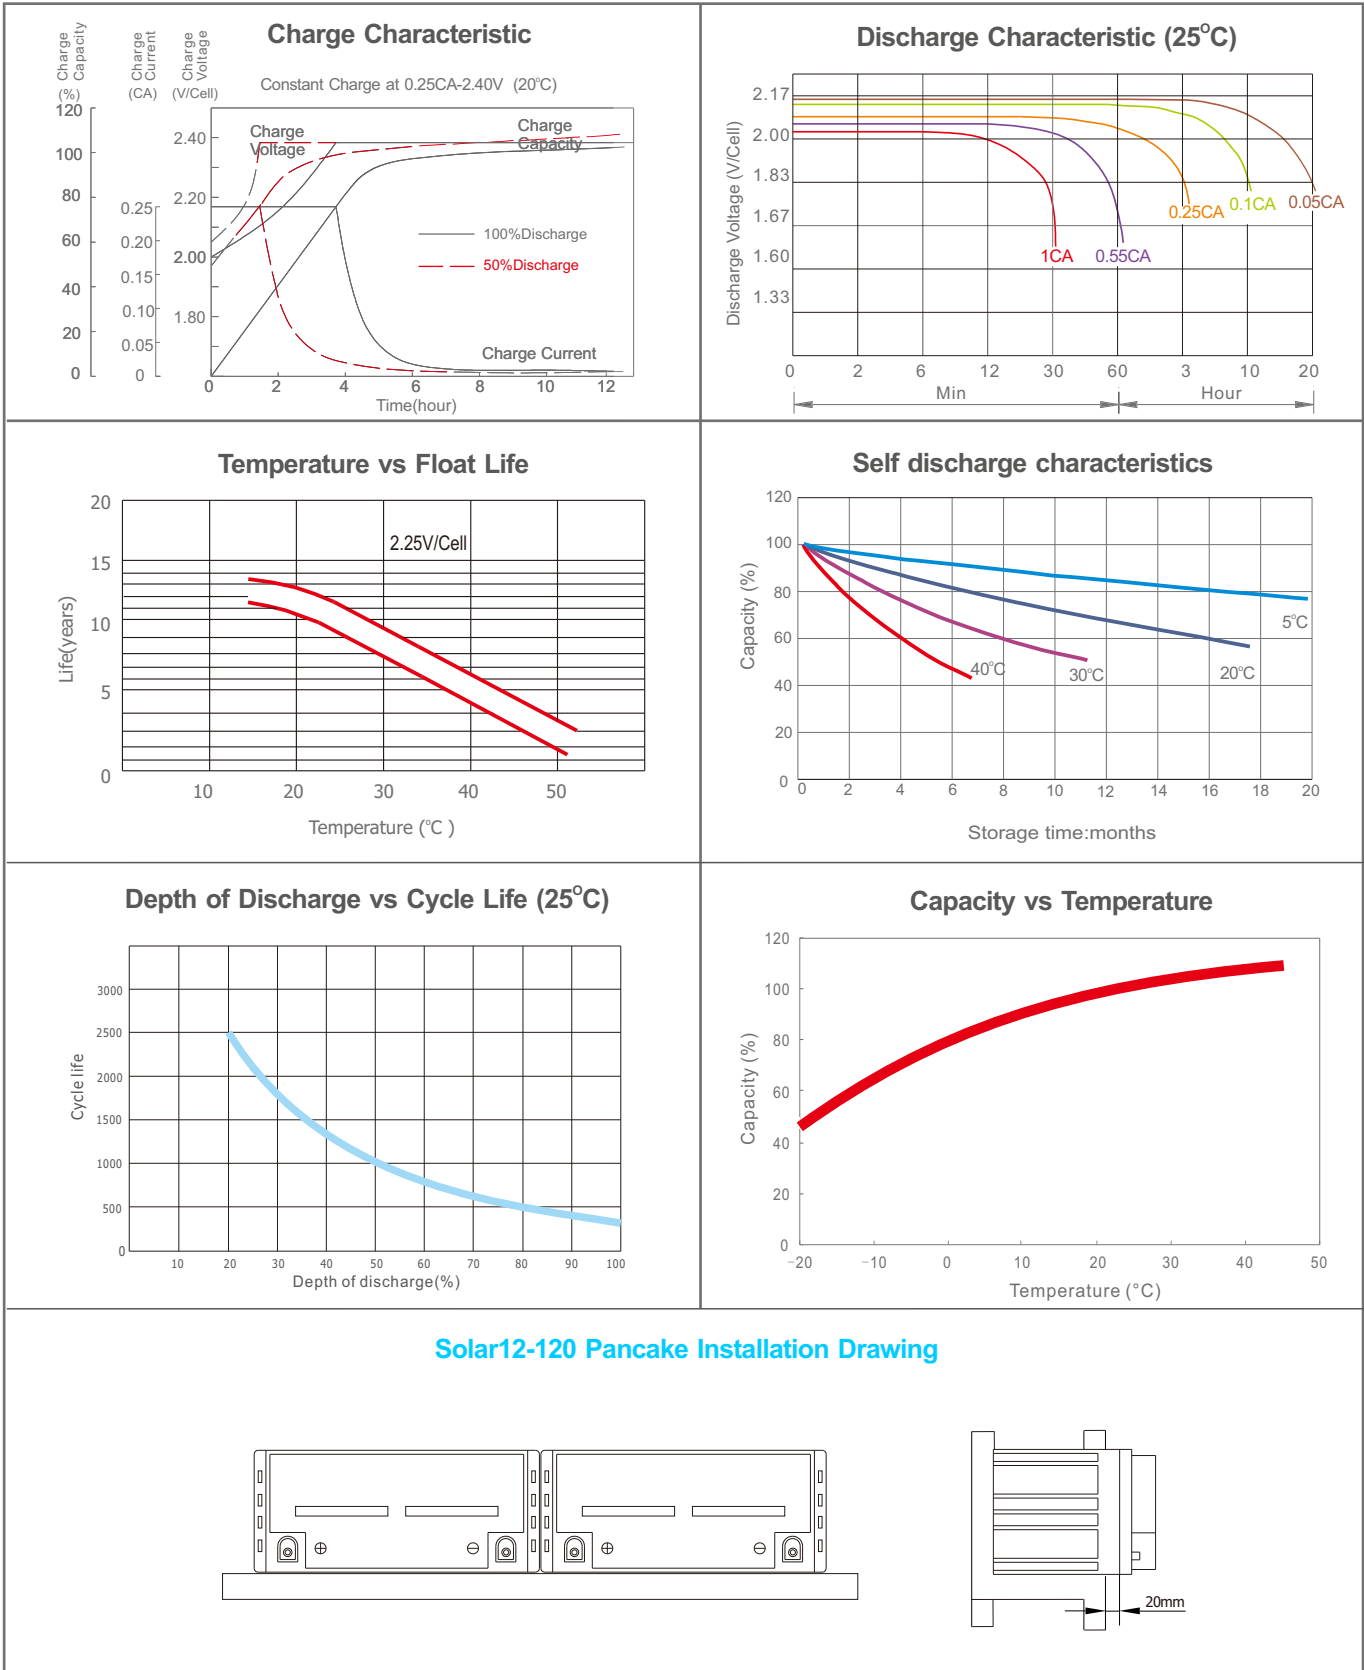 Charge Characteristic
Charge Capacity
Charge Current
Charge Voltage
(%) (CA) (V/Cell)
Constant Charge at 0.25CA-2.40V (20°C)
120
100
80
60
40
20
0
0.25
0.20
0.15
0.10
0.05
0
2.40
2.20
2.00
1.80
Charge Voltage
Charge Capacity
100%Discharge
50%Discharge
Charge Current
0 2 4 6 8 10 12
Time(hour)
Discharge Characteristic (25°C)
Discharge Voltage (V/Cell)
2.17
2.00
1.83
1.67
1.60
1.33
1CA
0.55CA
0.25CA
0.1CA
0.05CA
0 2 6 12 30 60 3 10 20
Min Hour
Temperature vs Float Life
Life(years)
20
15
10
5
0
2.25V/Cell
10 20 30 40 50
Temperature (°C )
Self discharge characteristics
Capacity (%)
120
100
80
60
40
20
0
5°C
20°C
30°C
40°C
0 2 4 6 8 10 12 14 16 18 20
Storage time:months
Depth of Discharge vs Cycle Life (25°C)
Cycle life
3000
2500
2000
1500
1000
500
0
10 20 30 40 50 60 70 80 90 100
Depth of discharge(%)
Capacity vs Temperature
Capacity (%)
120
100
80
60
40
20
0
−20 −10 0 10 20 30 40 50
Temperature (°C)
Solar12-120 Pancake Installation Drawing
20mm